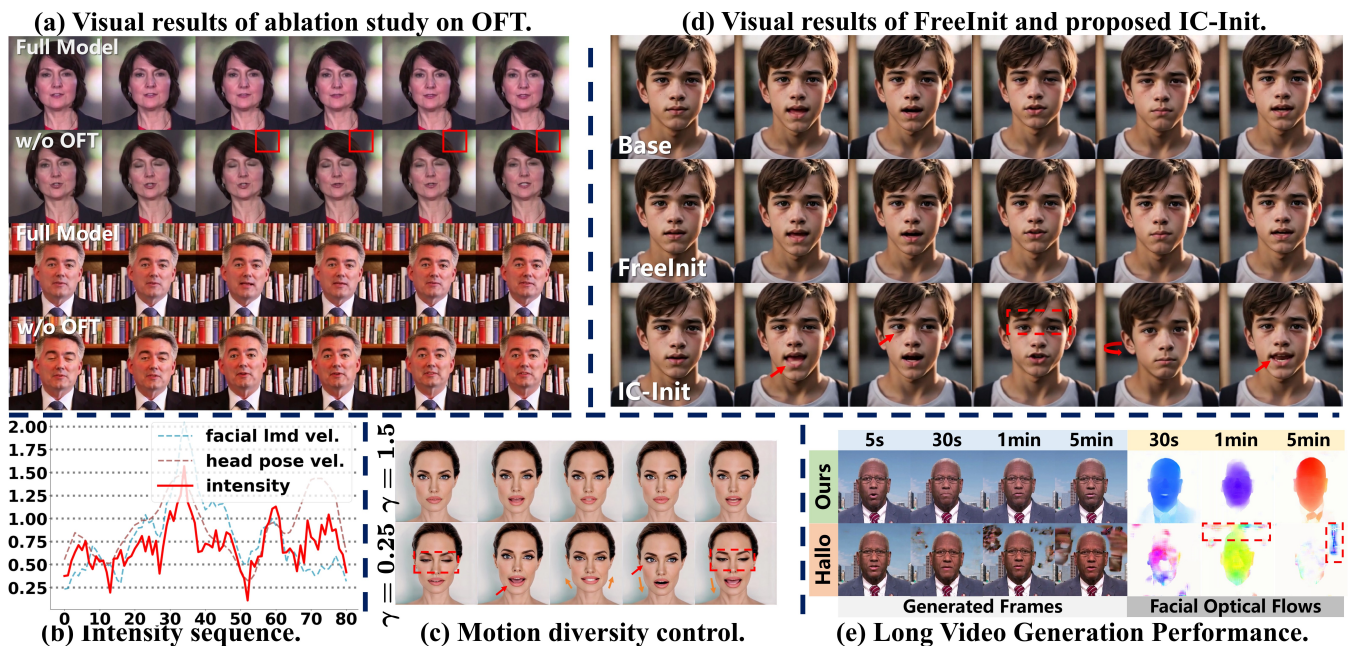 (a) Visual results of ablation study on OFT.
Full Model
w/o OFT
Full Model
w/o OFT
(d) Visual results of FreeInit and proposed IC-Init.
Base
FreeInit
IC-Init
2.00
1.75
1.50
1.25
1.00
0.75
0.50
0.25
facial lmd vel.
head pose vel.
intensity
0 10 20 30 40 50 60 70 80
(b) Intensity sequence.
γ = 1.5
γ = 0.25
(c) Motion diversity control.
5s 30s 1min 5min 30s 1min 5min
Ours
Hallo
Generated Frames Facial Optical Flows
(e) Long Video Generation Performance.